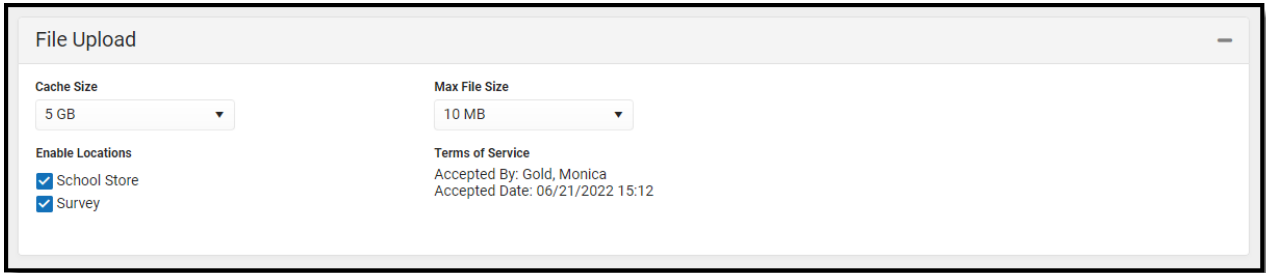 File Upload
Cache Size
5 GB
Enable Locations
School Store
Survey
Max File Size
10 MB
Terms of Service
Accepted By: Gold, Monica
Accepted Date: 06/21/2022 15:12